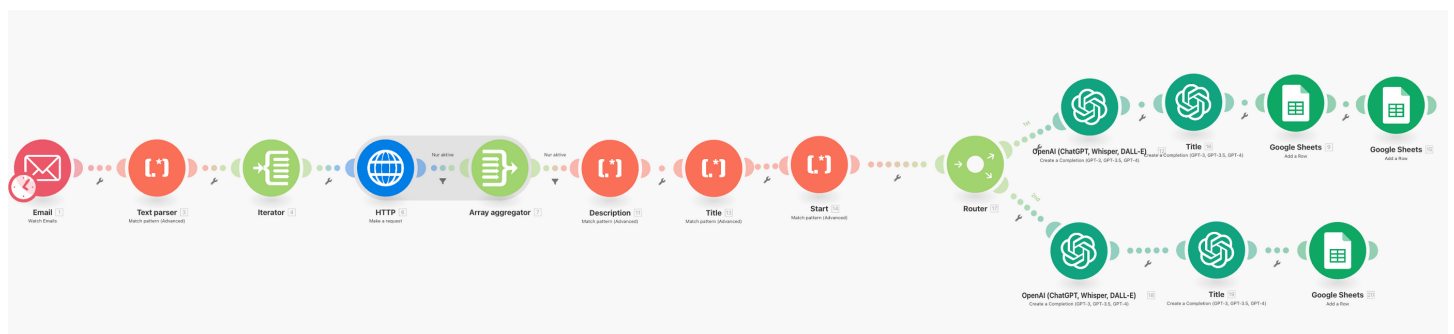 Nur aktive
Nur aktive
Email 1
Watch Emails
Text parser 3
Match pattern (Advanced)
Iterator 4
HTTP 6
Make a request
Array aggregator 7
Description 12
Match pattern (Advanced)
Title 13
Match pattern (Advanced)
Start 14
Match pattern (Advanced)
Router 17
1st
OpenAI (ChatGPT, Whisper, DALL-E)
Create a Completion (GPT-3, GPT-3.5, GPT-4)
Title 16
Create a Completion (GPT-3, GPT-3.5, GPT-4)
Google Sheets 9
Add a Row
Google Sheets
Add a Row
2nd
OpenAI (ChatGPT, Whisper, DALL-E) 18
Create a Completion (GPT-3, GPT-3.5, GPT-4)
Title 19
Create a Completion (GPT-3, GPT-3.5, GPT-4)
Google Sheets 20
Add a Row